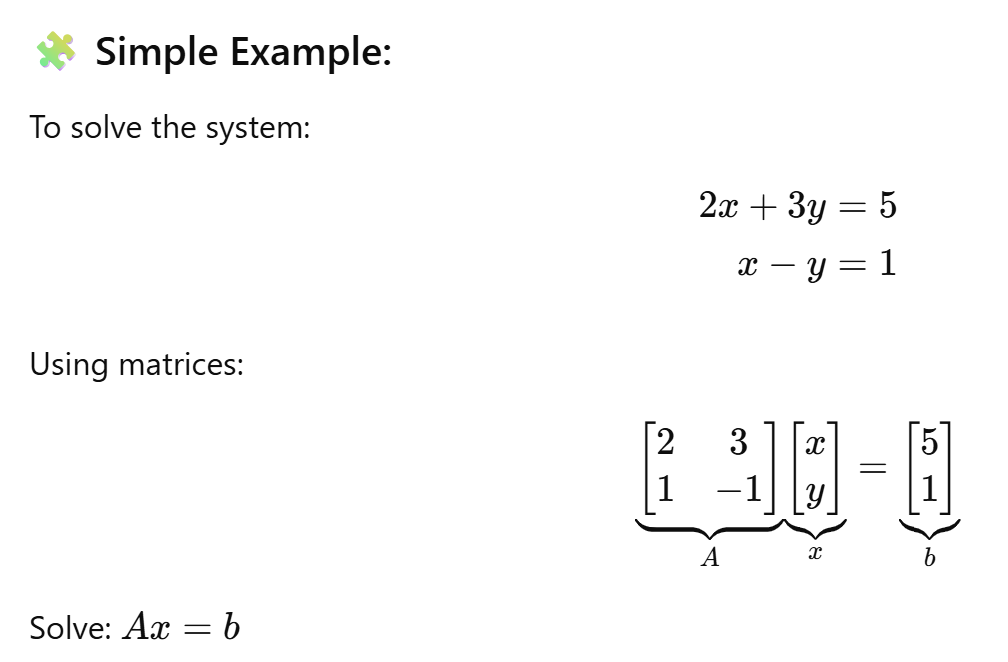 🧩 Simple Example:
To solve the system:
2x + 3y = 5
x − y = 1
Using matrices:
[2 3; 1 −1] [x; y] = [5; 1]
A x b
Solve: Ax = b